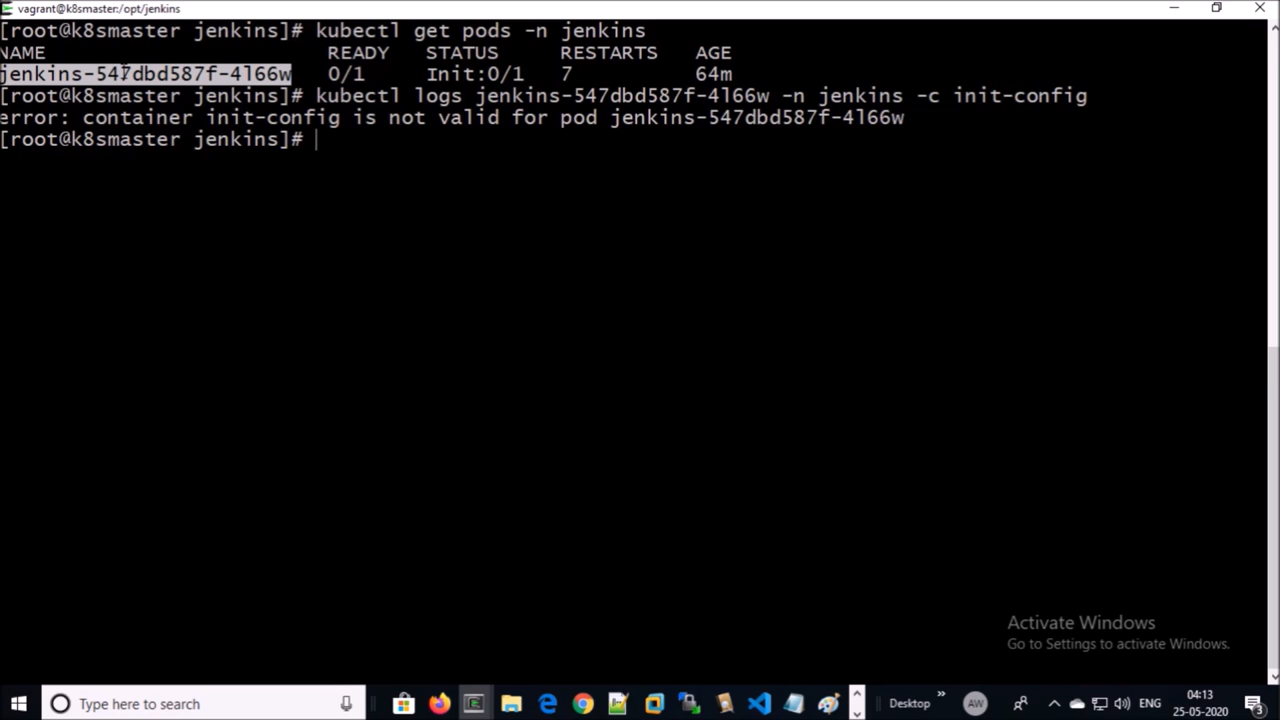 vagrant@k8smaster:/opt/jenkins
[root@k8smaster jenkins]# kubectl get pods -n jenkins
NAME READY STATUS RESTARTS AGE
jenkins-547dbd587f-4l66w 0/1 Init:0/1 7 64m
[root@k8smaster jenkins]# kubectl logs jenkins-547dbd587f-4l66w -n jenkins -c init-config
error: container init-config is not valid for pod jenkins-547dbd587f-4l66w
[root@k8smaster jenkins]#
Activate Windows
Go to Settings to activate Windows.
Type here to search
Desktop
»
AW
ENG
04:13
25-05-2020
3